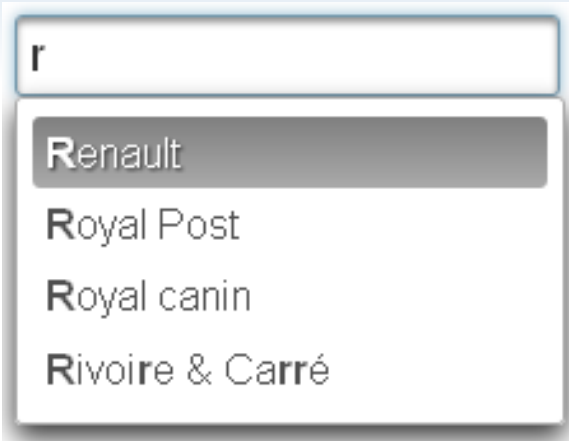 r
Renault
Royal Post
Royal canin
Rivoire & Carré